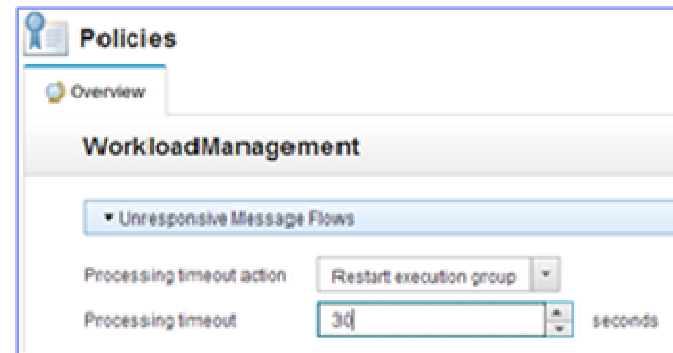 Policies
Overview
WorkloadManagement
Unresponsive Message Flows
Processing timeout action Restart execution group
Processing timeout 30 seconds